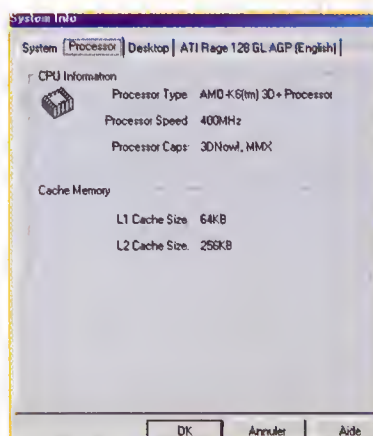 System Info
System Processor Desktop ATI Rage 128 GL AGP (English)
CPU Information
Processor Type AMD-K6(tm) 3D+ Processor
Processor Speed 400MHz
Processor Caps: 3DNow!, MMX
Cache Memory
L1 Cache Size 64KB
L2 Cache Size. 256KB
OK Annuler Aide